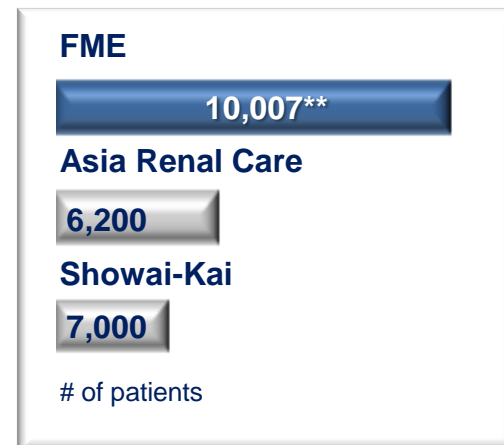 FME
10,007**
Asia Renal Care
6,200
Showai-Kai
7,000
# of patients